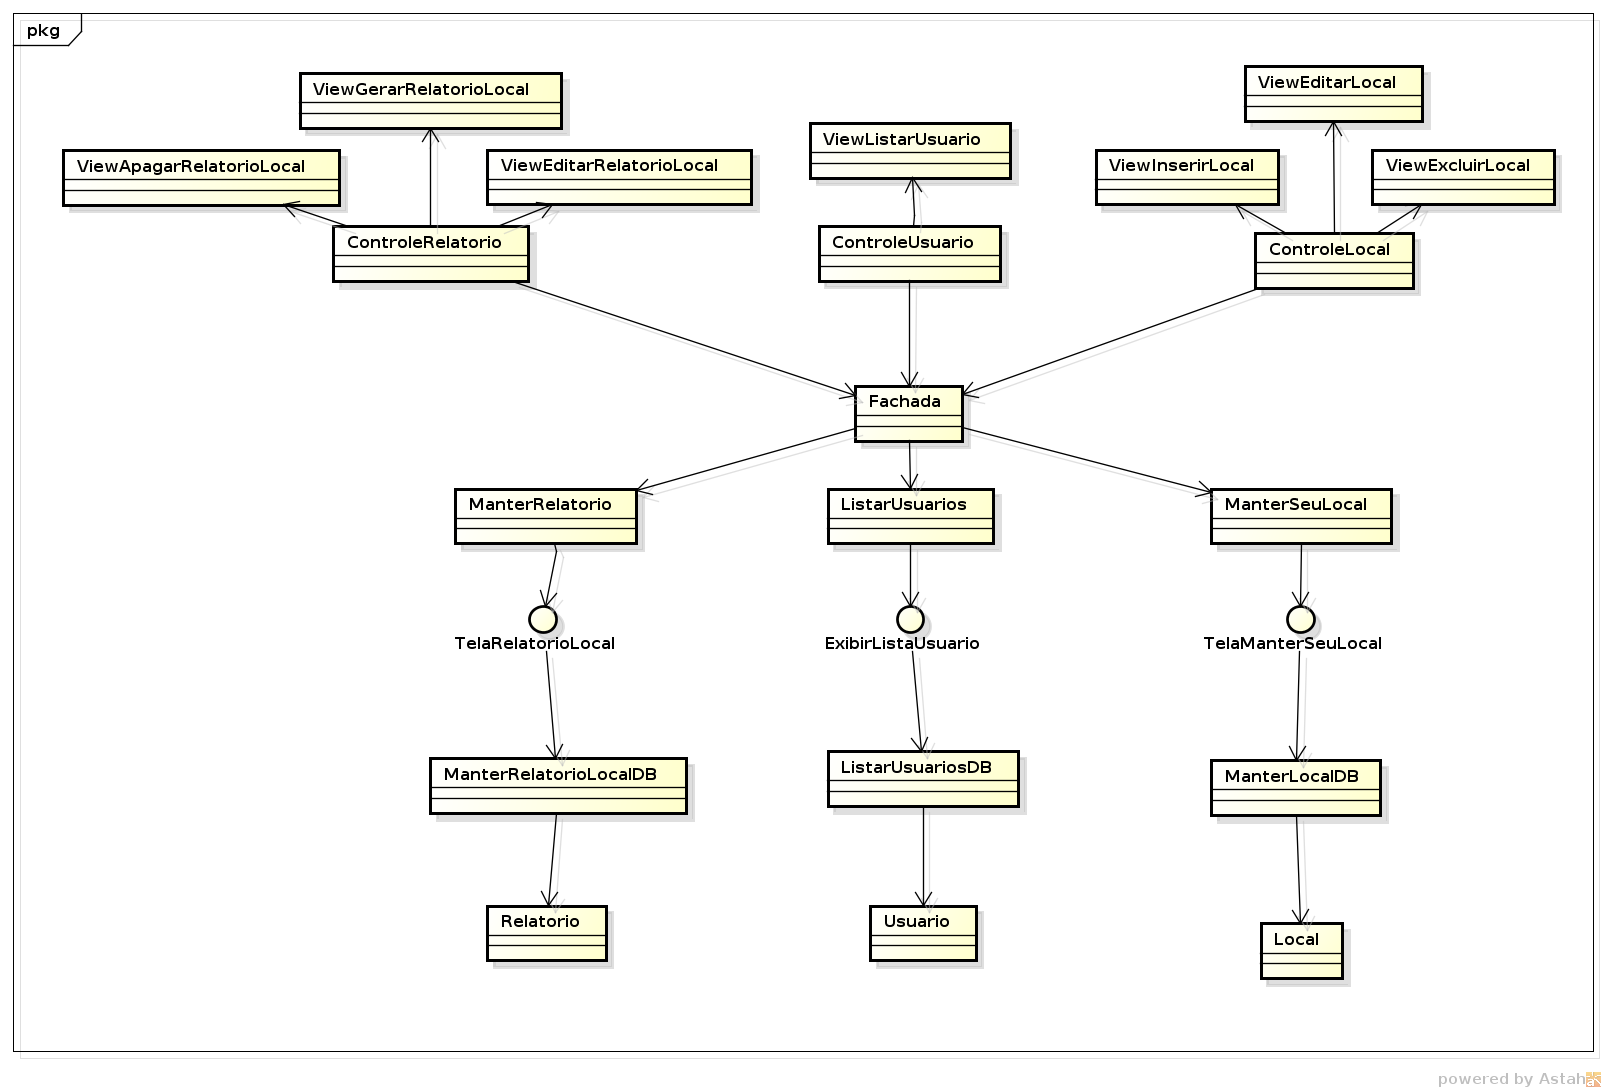 pkg
ViewGerarRelatorioLocal
ViewEditarLocal
ViewListarUsuario
ViewApagarRelatorioLocal
ViewEditarRelatorioLocal
ViewInserirLocal
ViewExcluirLocal
ControleRelatorio
ControleUsuario
ControleLocal
Fachada
ManterRelatorio
ListarUsuarios
ManterSeuLocal
TelaRelatorioLocal
ExibirListaUsuario
TelaManterSeuLocal
ManterRelatorioLocalDB
ListarUsuariosDB
ManterLocalDB
Relatorio
Usuario
Local
powered by Astah